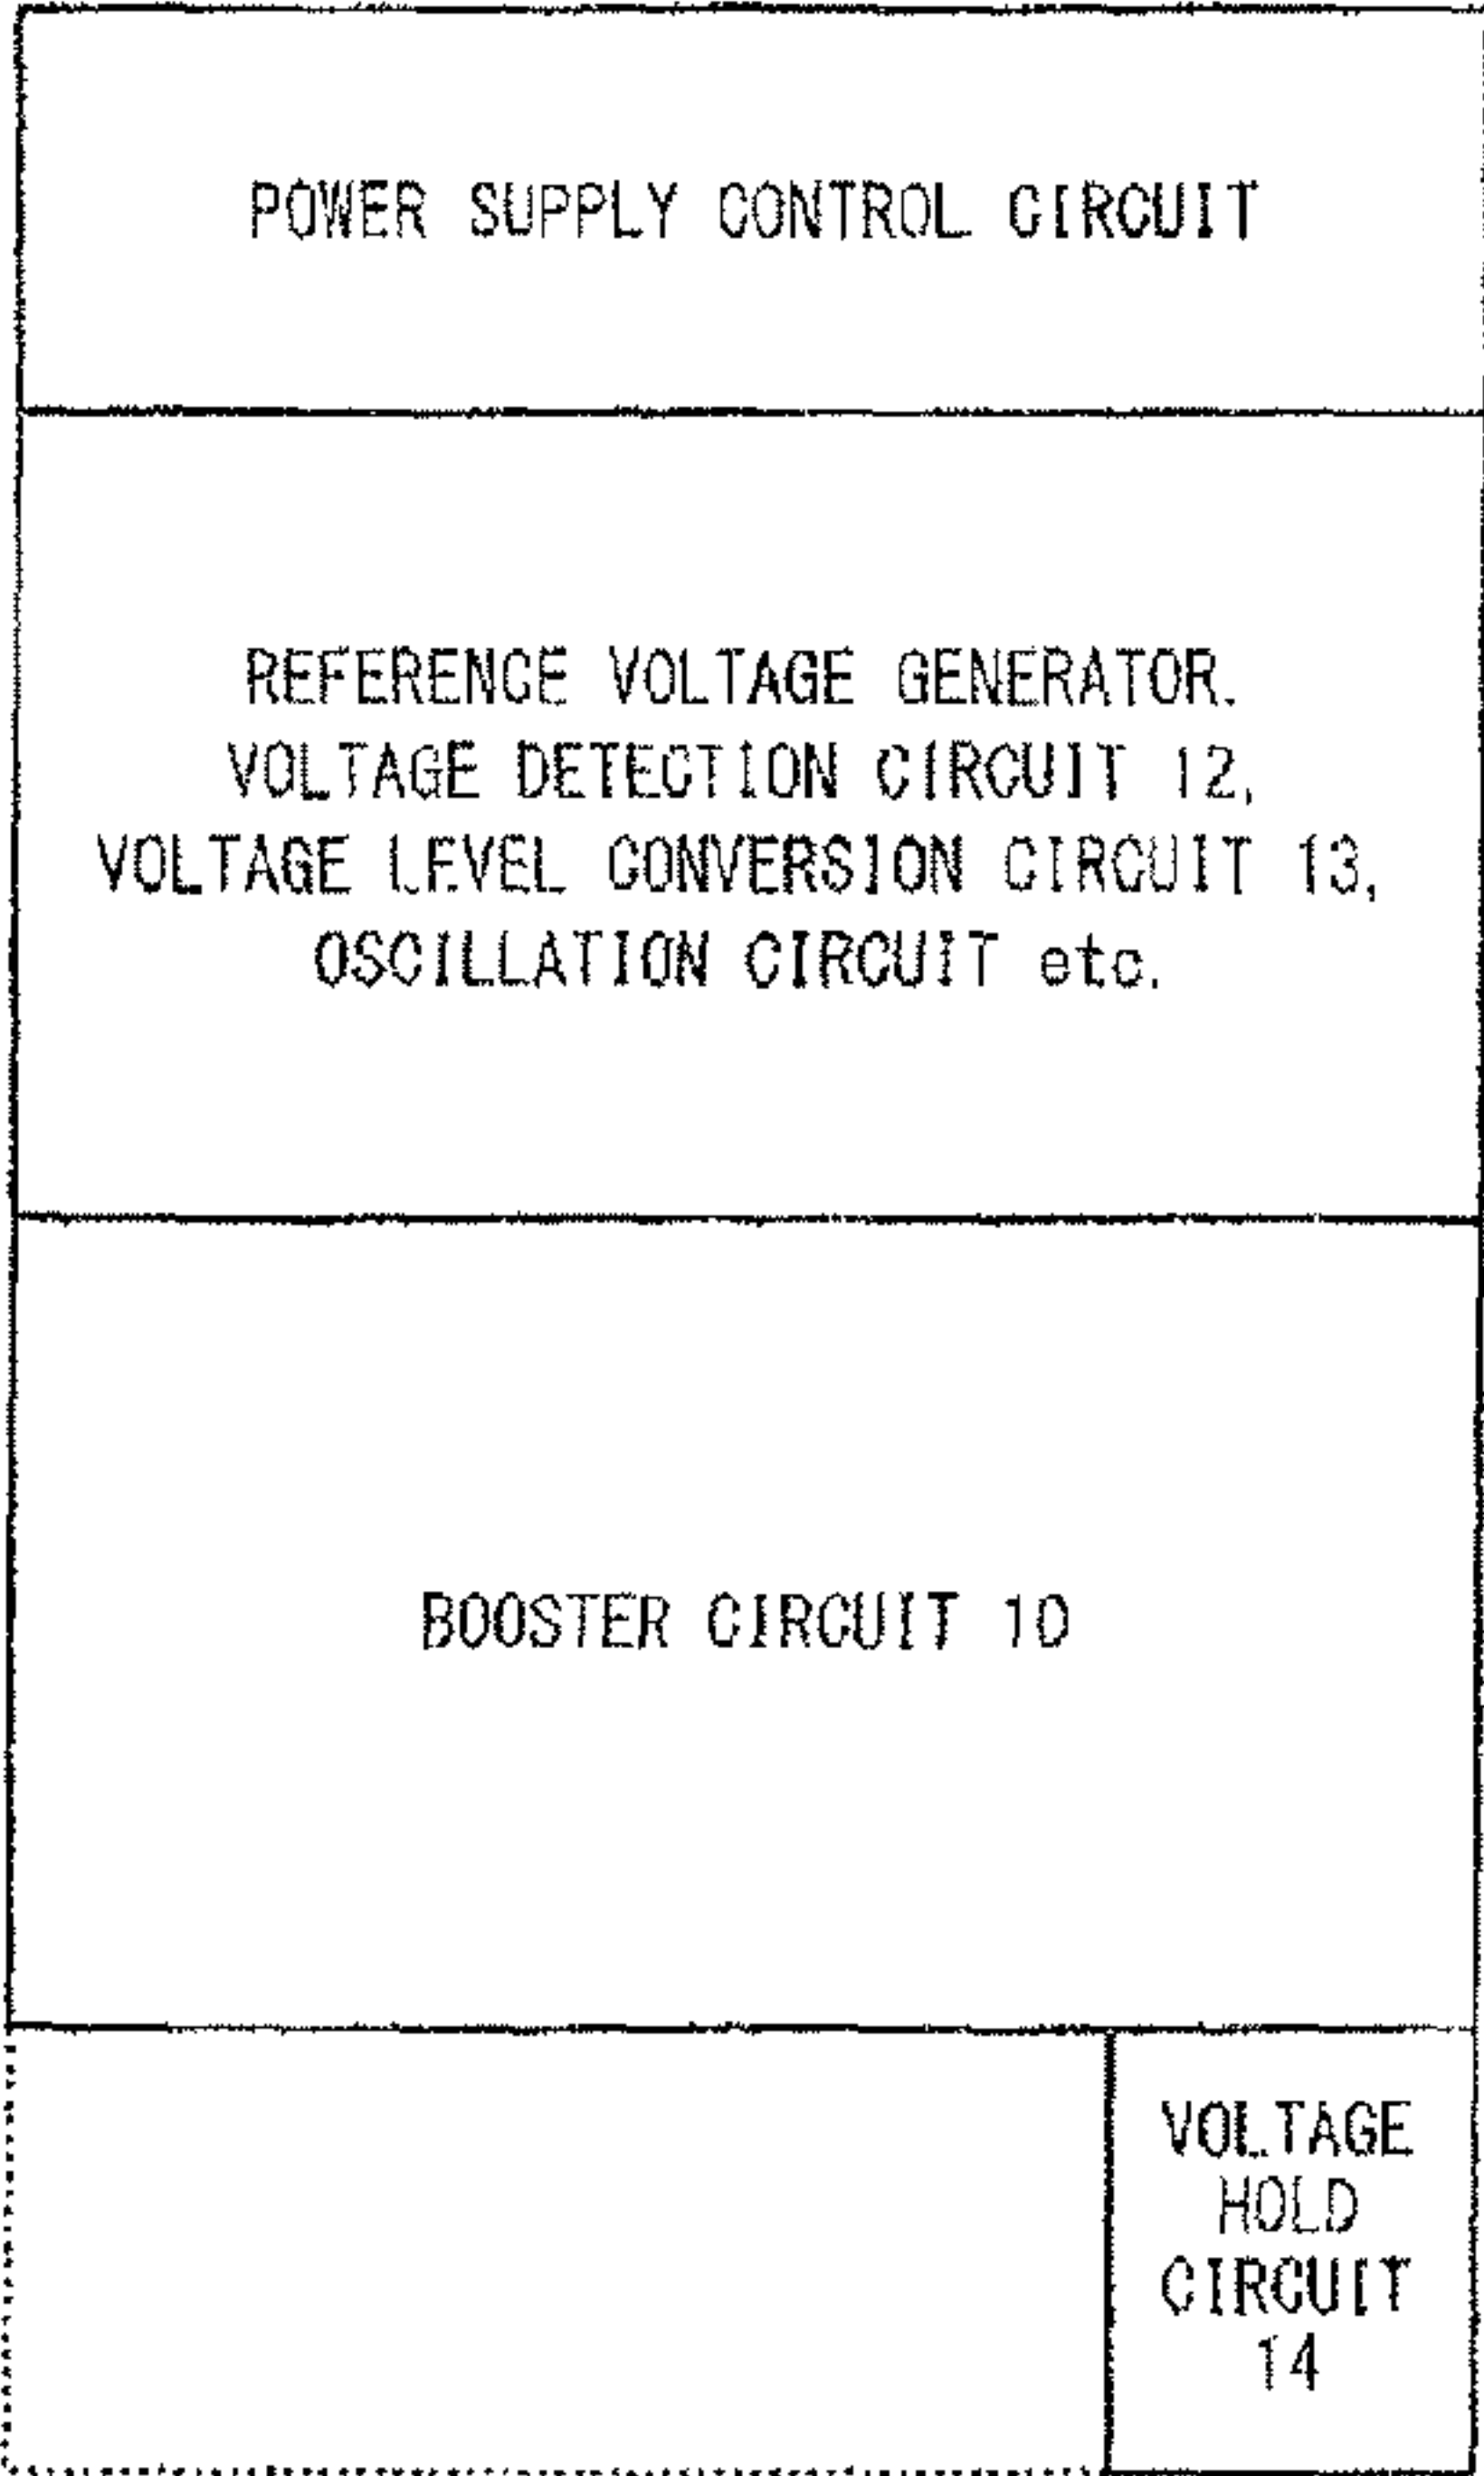 POWER SUPPLY CONTROL CIRCUIT
REFERENCE VOLTAGE GENERATOR.
VOLTAGE DETECTION CIRCUIT 12,
VOLTAGE LEVEL CONVERSION CIRCUIT 13,
OSCILLATION CIRCUIT etc.
BOOSTER CIRCUIT 10
VOLTAGE
HOLD
CIRCUIT
14